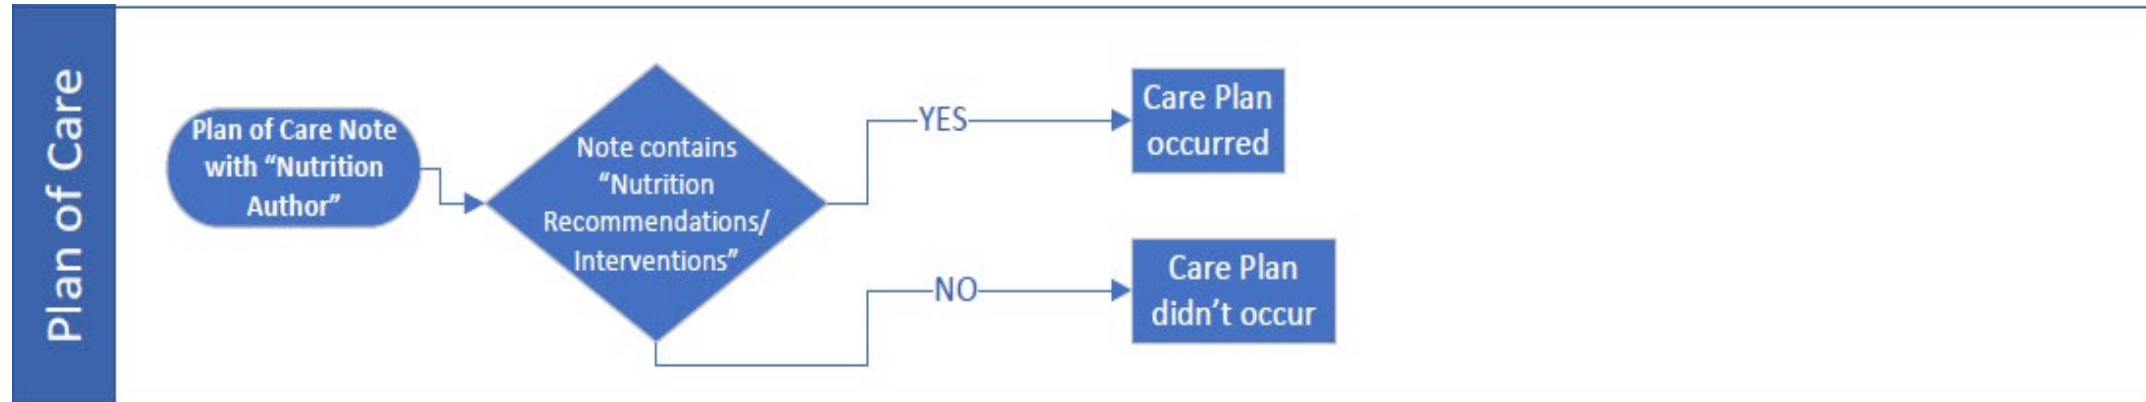 Plan of Care
Plan of Care Note
with “Nutrition
Author”
Note contains
“Nutrition
Recommendations/
Interventions”
YES
Care Plan
occurred
NO
Care Plan
didn’t occur